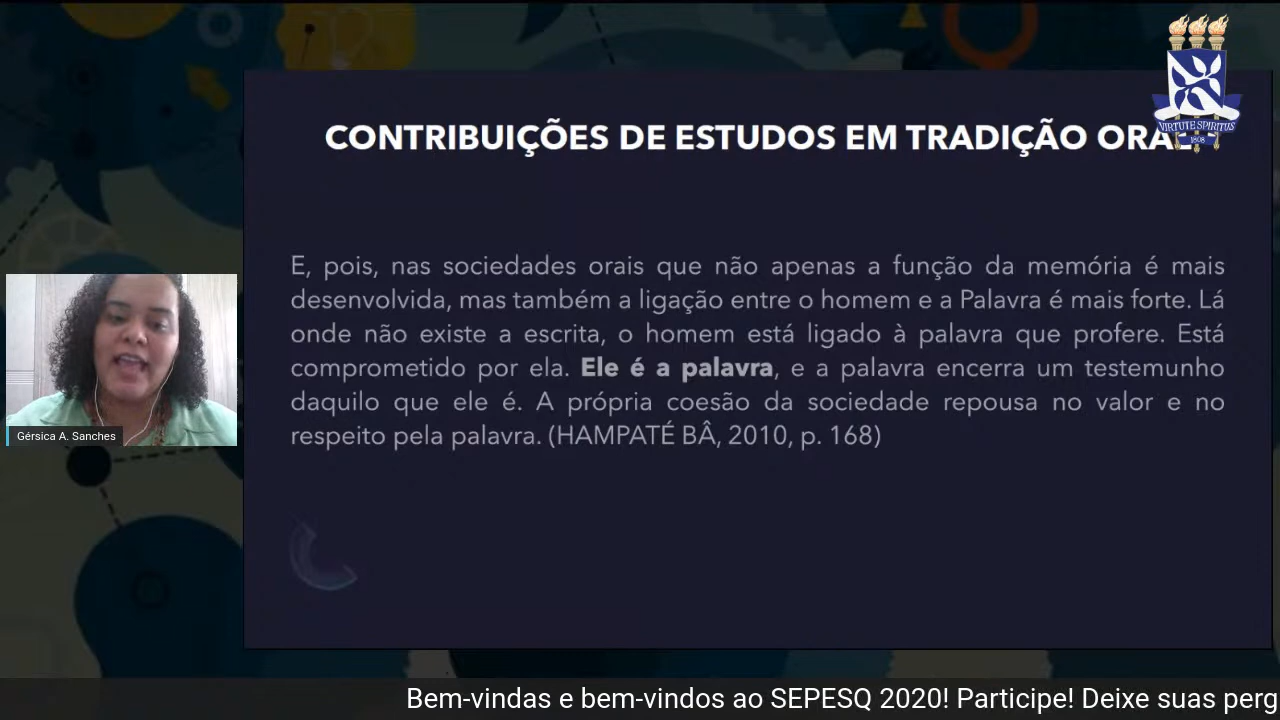 CONTRIBUIÇÕES DE ESTUDOS EM TRADIÇÃO ORAL
VIRTUTE SPIRITUS
1808
E, pois, nas sociedades orais que não apenas a função da memória é mais
desenvolvida, mas também a ligação entre o homem e a Palavra é mais forte. Lá
onde não existe a escrita, o homem está ligado à palavra que profere. Está
comprometido por ela. Ele é a palavra, e a palavra encerra um testemunho
daquilo que ele é. A própria coesão da sociedade repousa no valor e no
respeito pela palavra. (HAMPATÉ BÂ, 2010, p. 168)
Gérsica A. Sanches
Bem-vindas e bem-vindos ao SEPESQ 2020! Participe! Deixe suas perg